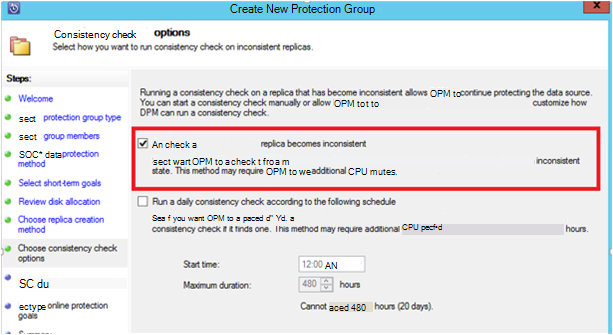 Create New Protection Group
Consistency check options
Select how you want to run consistency check on inconsistent replicas.
Steps:
Welcome
sect protection group type
sect group members
SOC* data protection method
Select short-term goals
Review disk allocation
Choose replica creation method
Choose consistency check options
SC du
ectype online protection goals
Running a consistency check on a replica that has become inconsistent allows OPM to continue protecting the data source.
You can start a consistency check manually or allow OPM tot to customize how
DPM can run a consistency check.
An check a replica becomes inconsistent
sect wart OPM to a check t fro a m inconsistent
state. This method may require OPM to we additional CPU mutes.
Run a daily consistency check according to the following schedule
Sea f you want OPM to a paced d" Yd. a
consistency check if it finds one. This method may require additional CPU pecf+d hours.
Start time: 12:00 AN
Maximum duration: 480 hours
Cannot aced 480 hours (20 days).